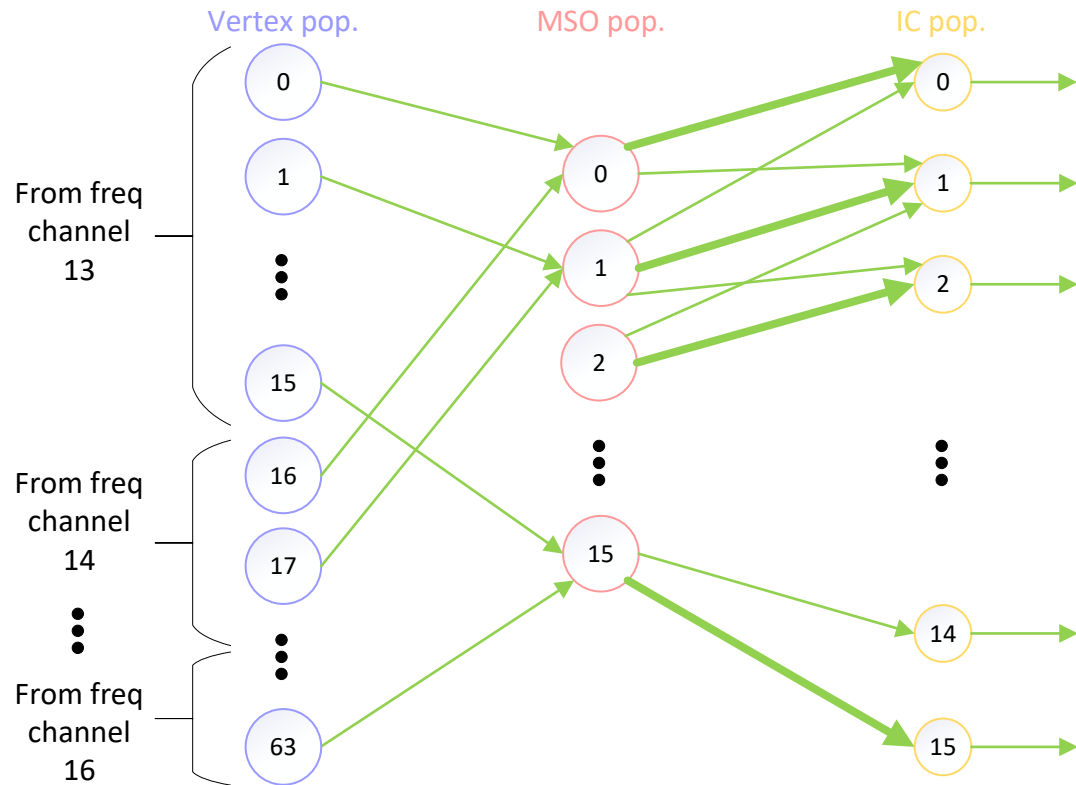 Vertex pop.
MSO pop.
IC pop.
From freq
channel
13
From freq
channel
14
From freq
channel
16
0
1
15
16
17
63
0
1
2
15
0
1
2
14
15